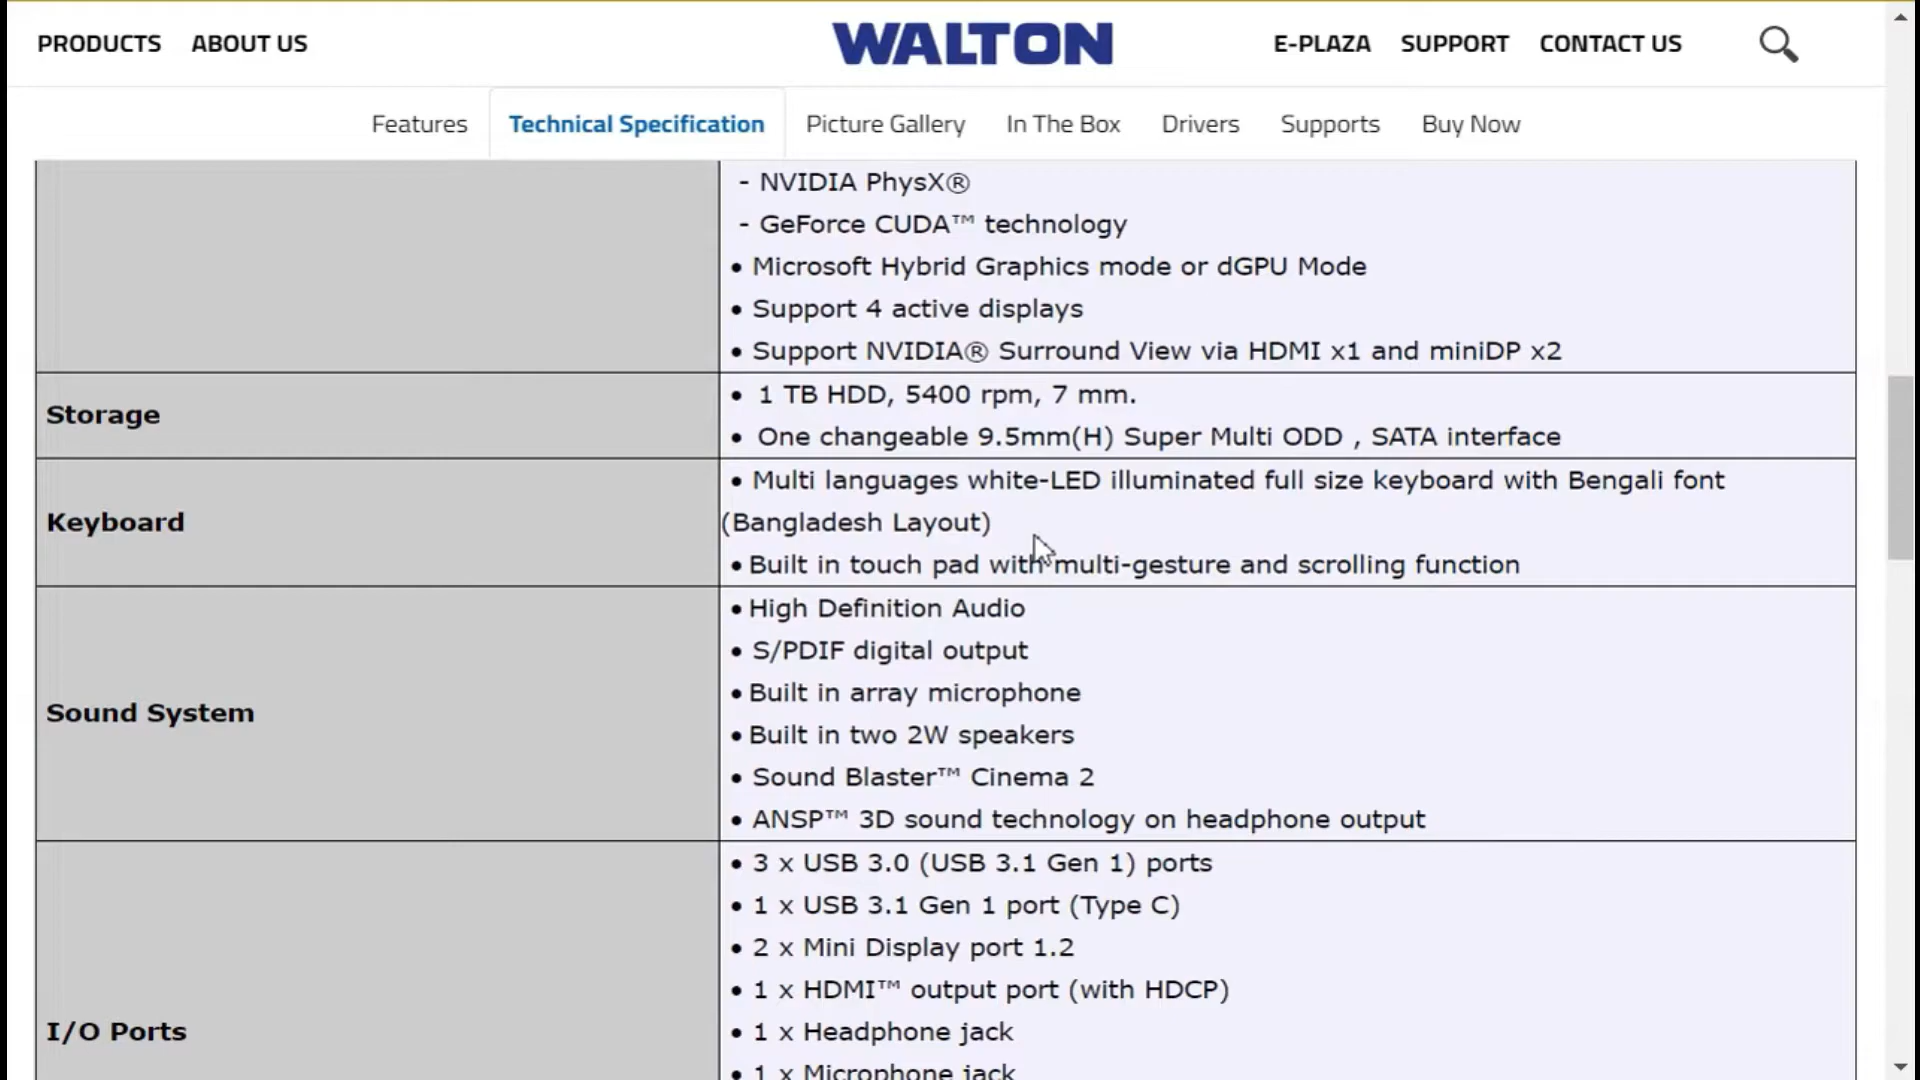 PRODUCTS ABOUT US WALTON E-PLAZA SUPPORT CONTACT US
Features Technical Specification Picture Gallery In The Box Drivers Supports Buy Now
- NVIDIA PhysX®
- GeForce CUDA™ technology
• Microsoft Hybrid Graphics mode or dGPU Mode
• Support 4 active displays
• Support NVIDIA® Surround View via HDMI x1 and miniDP x2
Storage
• 1 TB HDD, 5400 rpm, 7 mm.
• One changeable 9.5mm(H) Super Multi ODD , SATA interface
Keyboard
• Multi languages white-LED illuminated full size keyboard with Bengali font
(Bangladesh Layout)
• Built in touch pad with multi-gesture and scrolling function
Sound System
• High Definition Audio
• S/PDIF digital output
• Built in array microphone
• Built in two 2W speakers
• Sound Blaster™ Cinema 2
• ANSP™ 3D sound technology on headphone output
I/O Ports
• 3 x USB 3.0 (USB 3.1 Gen 1) ports
• 1 x USB 3.1 Gen 1 port (Type C)
• 2 x Mini Display port 1.2
• 1 x HDMI™ output port (with HDCP)
• 1 x Headphone jack
• 1 x Microphone jack